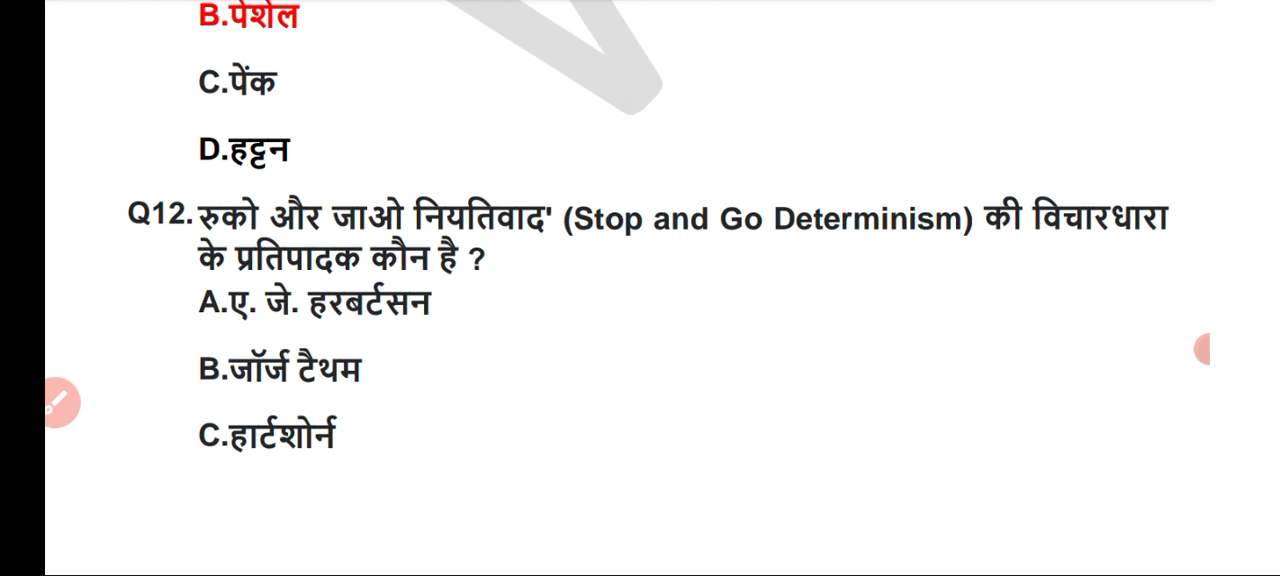 B.पेशेल
C.पेंक
D.हट्टन
Q12. रुको और जाओ नियतिवाद' (Stop and Go Determinism) की विचारधारा
के प्रतिपादक कौन है ?
A.ए. जे. हरबर्टसन
B.जॉर्ज टैथम
C.हार्टशोर्न